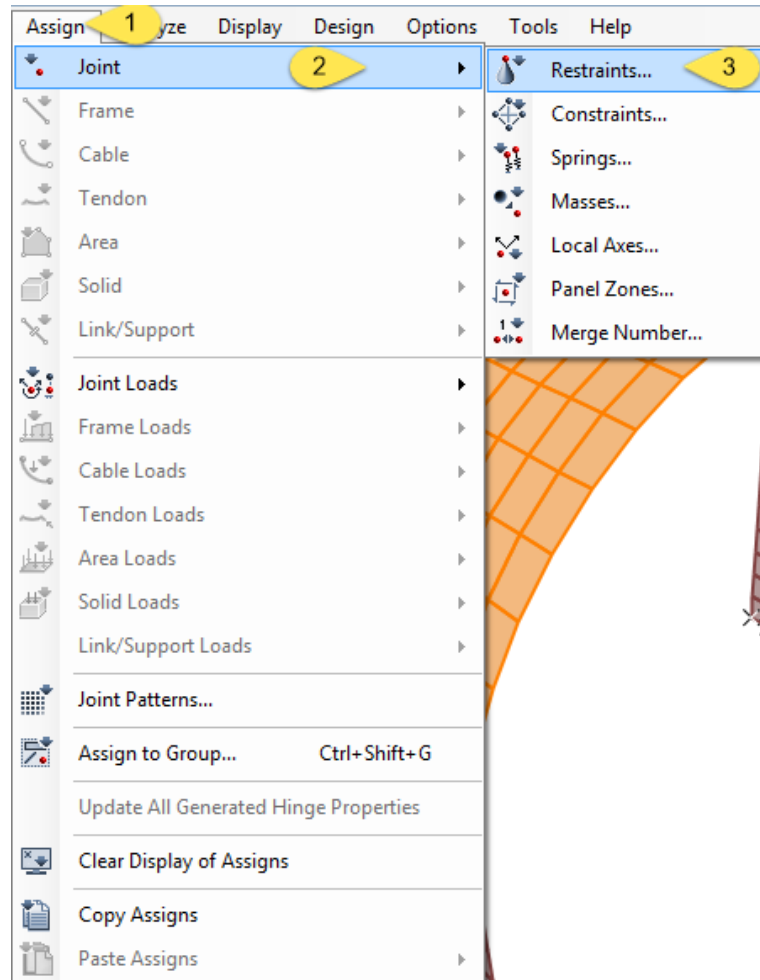 Assign 1 yze Display Design Options Tools Help
Joint 2
Frame
Cable
Tendon
Area
Solid
Link/Support
Joint Loads
Frame Loads
Cable Loads
Tendon Loads
Area Loads
Solid Loads
Link/Support Loads
Joint Patterns...
Assign to Group... Ctrl+Shift+G
Update All Generated Hinge Properties
Clear Display of Assigns
Copy Assigns
Paste Assigns
Restraints... 3
Constraints...
Springs...
Masses...
Local Axes...
Panel Zones...
1
Merge Number...